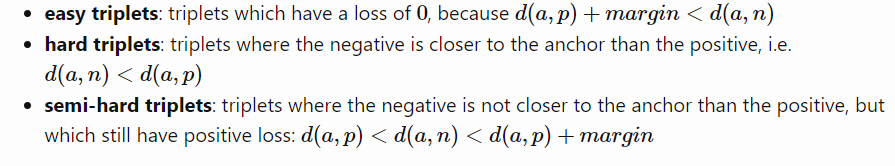 • easy triplets: triplets which have a loss of 0, because d(a, p) + margin < d(a, n)
• hard triplets: triplets where the negative is closer to the anchor than the positive, i.e.
d(a, n) < d(a, p)
• semi-hard triplets: triplets where the negative is not closer to the anchor than the positive, but
which still have positive loss: d(a, p) < d(a, n) < d(a, p) + margin